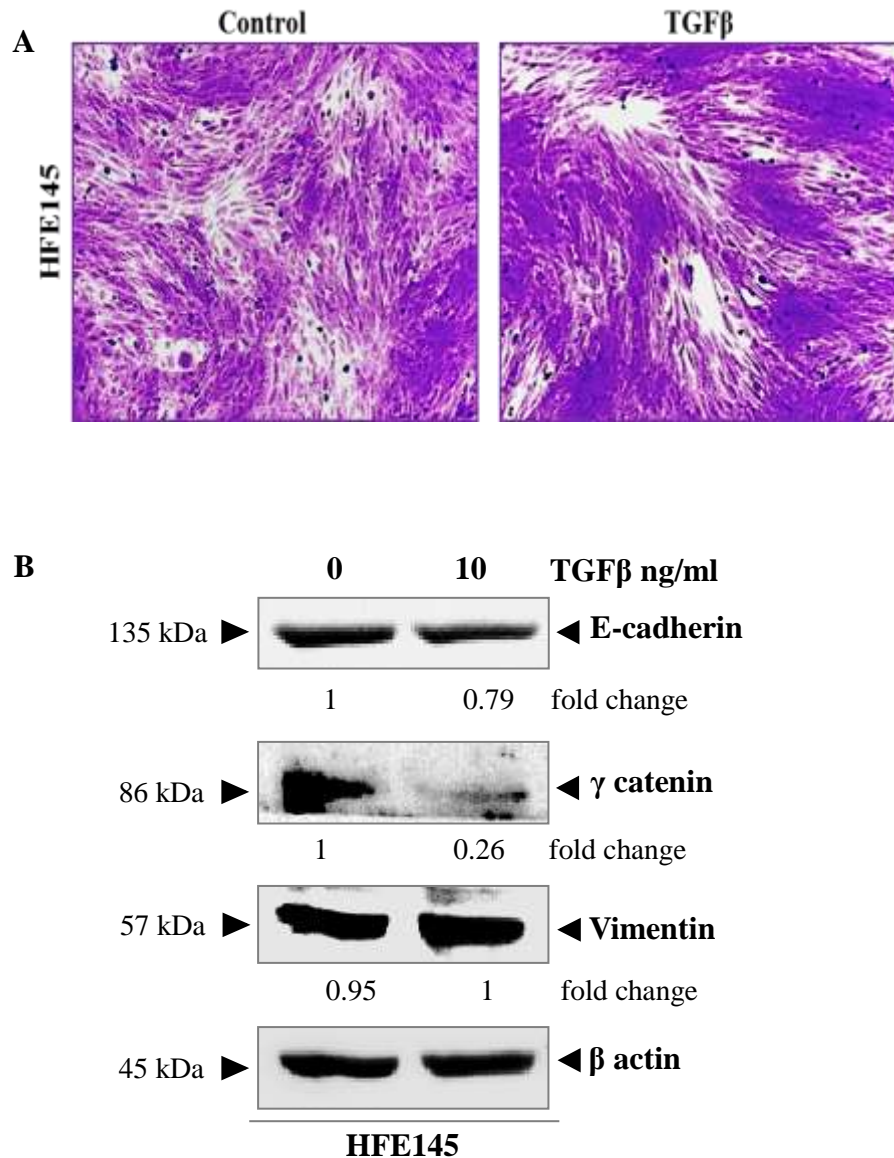 A
Control
TGFβ
HFE145
B
0 10 TGFβ ng/ml
135 kDa E-cadherin
1 0.79 fold change
86 kDa γ catenin
1 0.26 fold change
57 kDa Vimentin
0.95 1 fold change
45 kDa β actin
HFE145